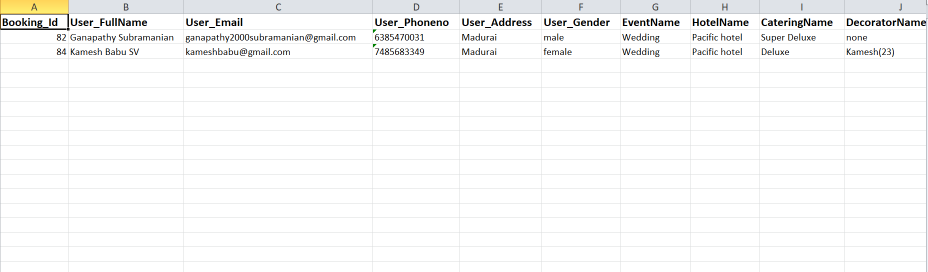 A B C D E F G H I J
Booking_Id User_FullName User_Email User_Phoneno User_Address User_Gender EventName HotelName CateringName DecoratorName
82 Ganapathy Subramanian ganapathy2000subramanian@gmail.com 6385470031 Madurai male Wedding Pacific hotel Super Deluxe none
84 Kamesh Babu SV kameshbabu@gmail.com 7485683349 Madurai female Wedding Pacific hotel Deluxe Kamesh(23)